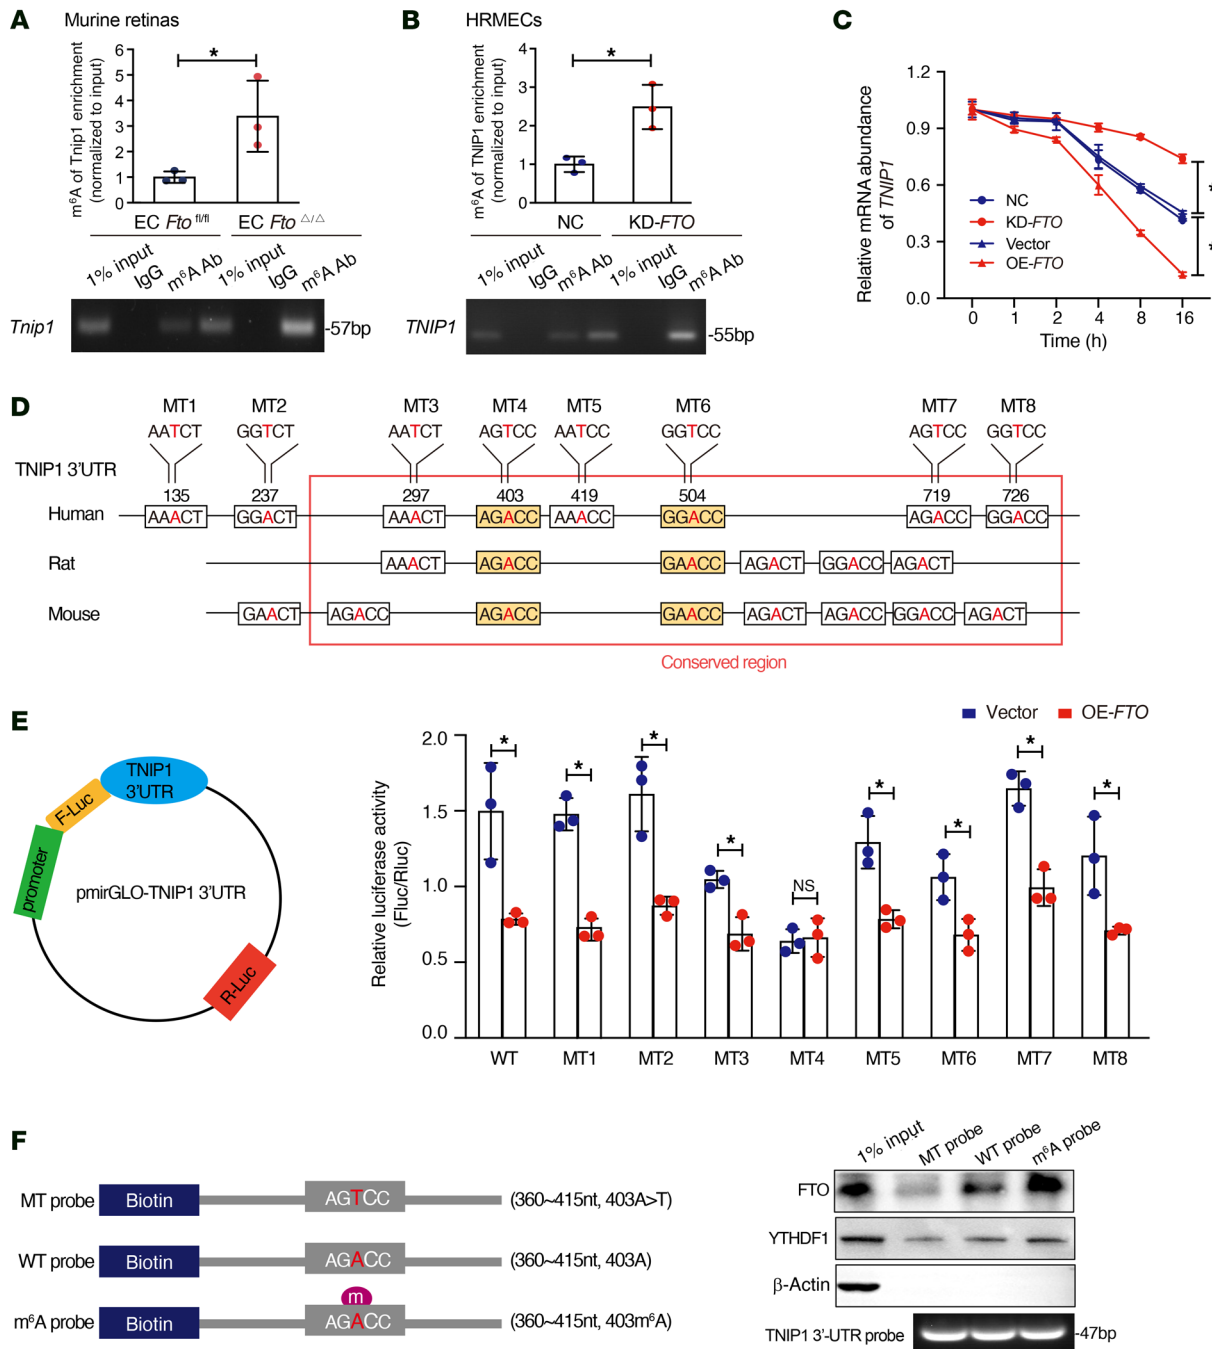 A
Murine retinas
m⁶A of Tnip1 enrichment
(normalized to input)
6
5
4
3
2
1
0
*
EC Fto fl/fl
EC Fto △/△
1% input
IgG
m⁶A Ab
1% input
IgG
m⁶A Ab
Tnip1
-57bp
B
HRMECs
m⁶A of TNIP1 enrichment
(normalized to input)
4
3
2
1
0
*
NC
KD-FTO
1% input
IgG
m⁶A Ab
1% input
IgG
m⁶A Ab
TNIP1
-55bp
C
Relative mRNA abundance
of TNIP1
1.2
0.9
0.6
0.3
0.0
NC
KD-FTO
Vector
OE-FTO
*
*
0 1 2 4 8 16
Time (h)
D
MT1 MT2 MT3 MT4 MT5 MT6 MT7 MT8
AATCT GGTCT AATCT AGTCC AATCC GGTCC AGTCC GGTCC
TNIP1 3'UTR
135 237 297 403 419 504 719 726
Human AAACT GGACT AAACT AGACC AAACC GGACC AGACC GGACC
Rat AAACT AGACC GAACC AGACT GGACC AGACT
Mouse GAACT AGACC AGACC GAACC AGACT AGACC GGACC AGACT
Conserved region
E
TNIP1
3'UTR
F-Luc
promoter
pmirGLO-TNIP1 3'UTR
R-Luc
Vector OE-FTO
Relative luciferase activity
(Fluc/Rluc)
2.0
1.5
1.0
0.5
0.0
* * * * NS * * * *
WT MT1 MT2 MT3 MT4 MT5 MT6 MT7 MT8
F
MT probe Biotin AGTCC (360~415nt, 403A>T)
WT probe Biotin AGACC (360~415nt, 403A)
m
m⁶A probe Biotin AGACC (360~415nt, 403m⁶A)
1% input
MT probe
WT probe
m⁶A probe
FTO
YTHDF1
β-Actin
TNIP1 3'-UTR probe
-47bp